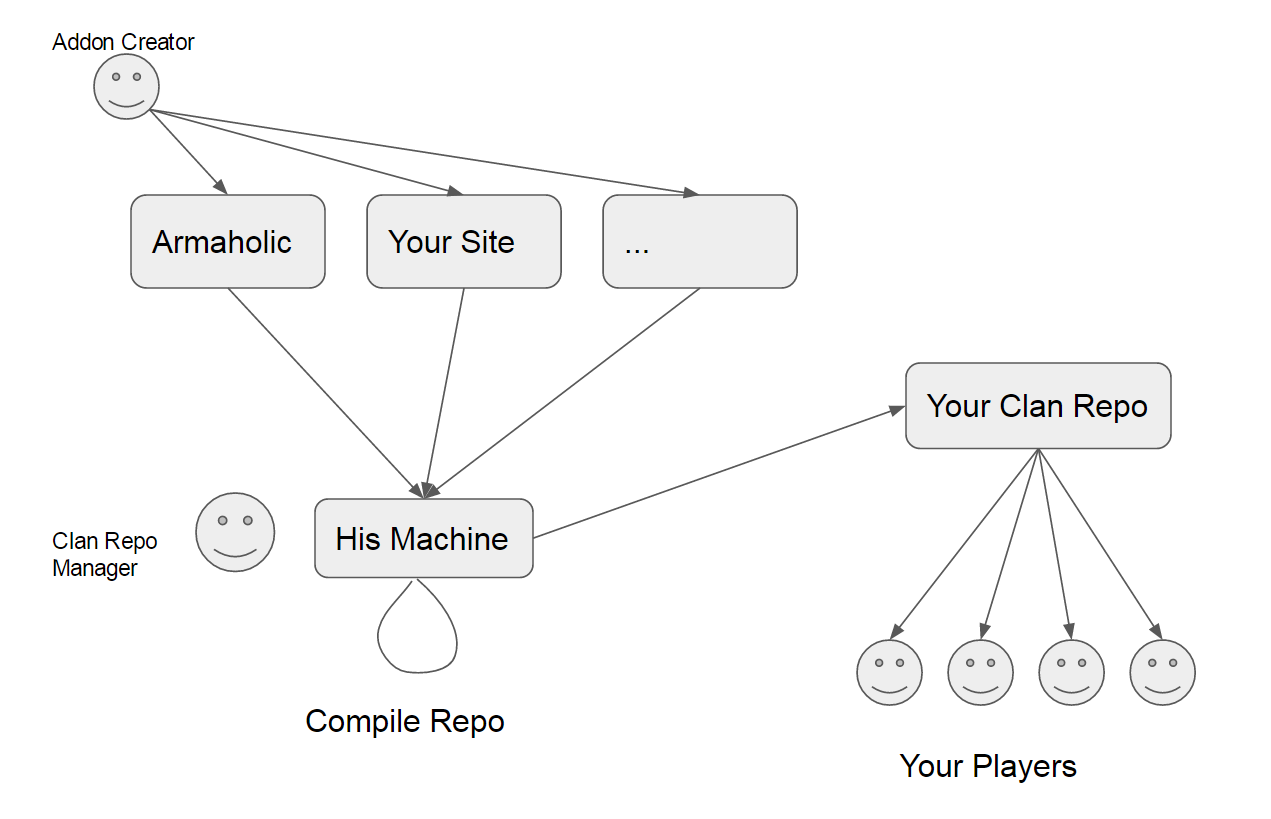 Addon Creator
Armaholic
Your Site
...
Your Clan Repo
His Machine
Clan Repo
Manager
Compile Repo
Your Players